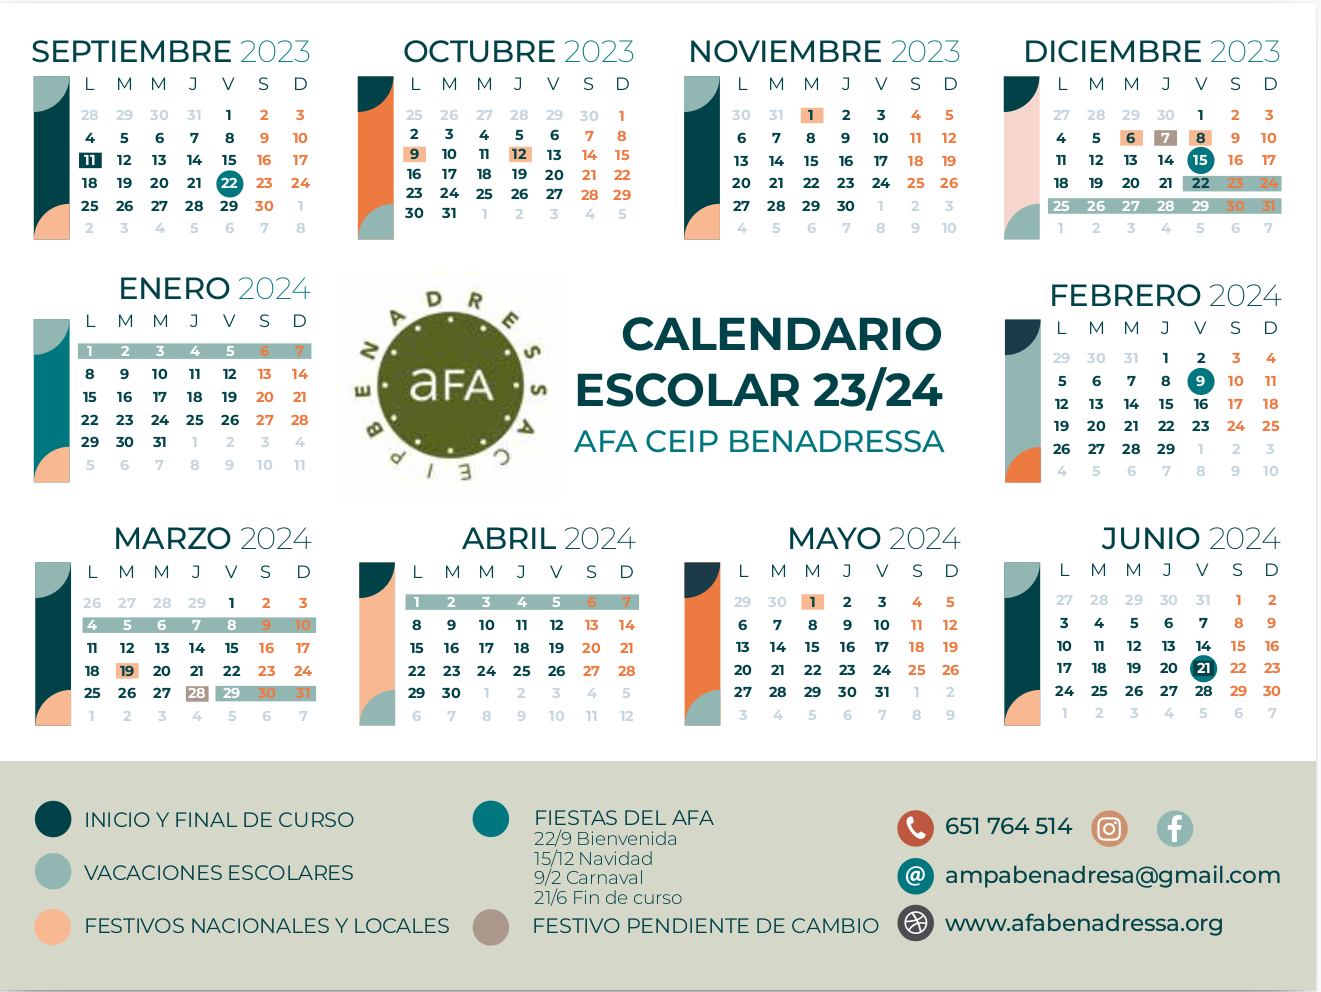 SEPTIEMBRE 2023
L M M J V S D
28 29 30 31 1 2 3
4 5 6 7 8 9 10
11 12 13 14 15 16 17
18 19 20 21 22 23 24
25 26 27 28 29 30 1
2 3 4 5 6 7 8
OCTUBRE 2023
L M M J V S D
25 26 27 28 29 30 1
2 3 4 5 6 7 8
9 10 11 12 13 14 15
16 17 18 19 20 21 22
23 24 25 26 27 28 29
30 31 1 2 3 4 5
NOVIEMBRE 2023
L M M J V S D
30 31 1 2 3 4 5
6 7 8 9 10 11 12
13 14 15 16 17 18 19
20 21 22 23 24 25 26
27 28 29 30 1 2 3
4 5 6 7 8 9 10
DICIEMBRE 2023
L M M J V S D
27 28 29 30 1 2 3
4 5 6 7 8 9 10
11 12 13 14 15 16 17
18 19 20 21 22 23 24
25 26 27 28 29 30 31
1 2 3 4 5 6 7
ENERO 2024
L M M J V S D
1 2 3 4 5 6 7
8 9 10 11 12 13 14
15 16 17 18 19 20 21
22 23 24 25 26 27 28
29 30 31 1 2 3 4
5 6 7 8 9 10 11
BENADRESSA
aFA
CEIP
CALENDARIO
ESCOLAR 23/24
AFA CEIP BENADRESSA
FEBRERO 2024
L M M J V S D
29 30 31 1 2 3 4
5 6 7 8 9 10 11
12 13 14 15 16 17 18
19 20 21 22 23 24 25
26 27 28 29 1 2 3
4 5 6 7 8 9 10
MARZO 2024
L M M J V S D
26 27 28 29 1 2 3
4 5 6 7 8 9 10
11 12 13 14 15 16 17
18 19 20 21 22 23 24
25 26 27 28 29 30 31
1 2 3 4 5 6 7
ABRIL 2024
L M M J V S D
1 2 3 4 5 6 7
8 9 10 11 12 13 14
15 16 17 18 19 20 21
22 23 24 25 26 27 28
29 30 1 2 3 4 5
6 7 8 9 10 11 12
MAYO 2024
L M M J V S D
29 30 1 2 3 4 5
6 7 8 9 10 11 12
13 14 15 16 17 18 19
20 21 22 23 24 25 26
27 28 29 30 31 1 2
3 4 5 6 7 8 9
JUNIO 2024
L M M J V S D
27 28 29 30 31 1 2
3 4 5 6 7 8 9
10 11 12 13 14 15 16
17 18 19 20 21 22 23
24 25 26 27 28 29 30
1 2 3 4 5 6 7
INICIO Y FINAL DE CURSO
VACACIONES ESCOLARES
FESTIVOS NACIONALES Y LOCALES
FIESTAS DEL AFA
22/9 Bienvenida
15/12 Navidad
9/2 Carnaval
21/6 Fin de curso
FESTIVO PENDIENTE DE CAMBIO
651 764 514
@ ampabenadresa@gmail.com
www.afabenadressa.org